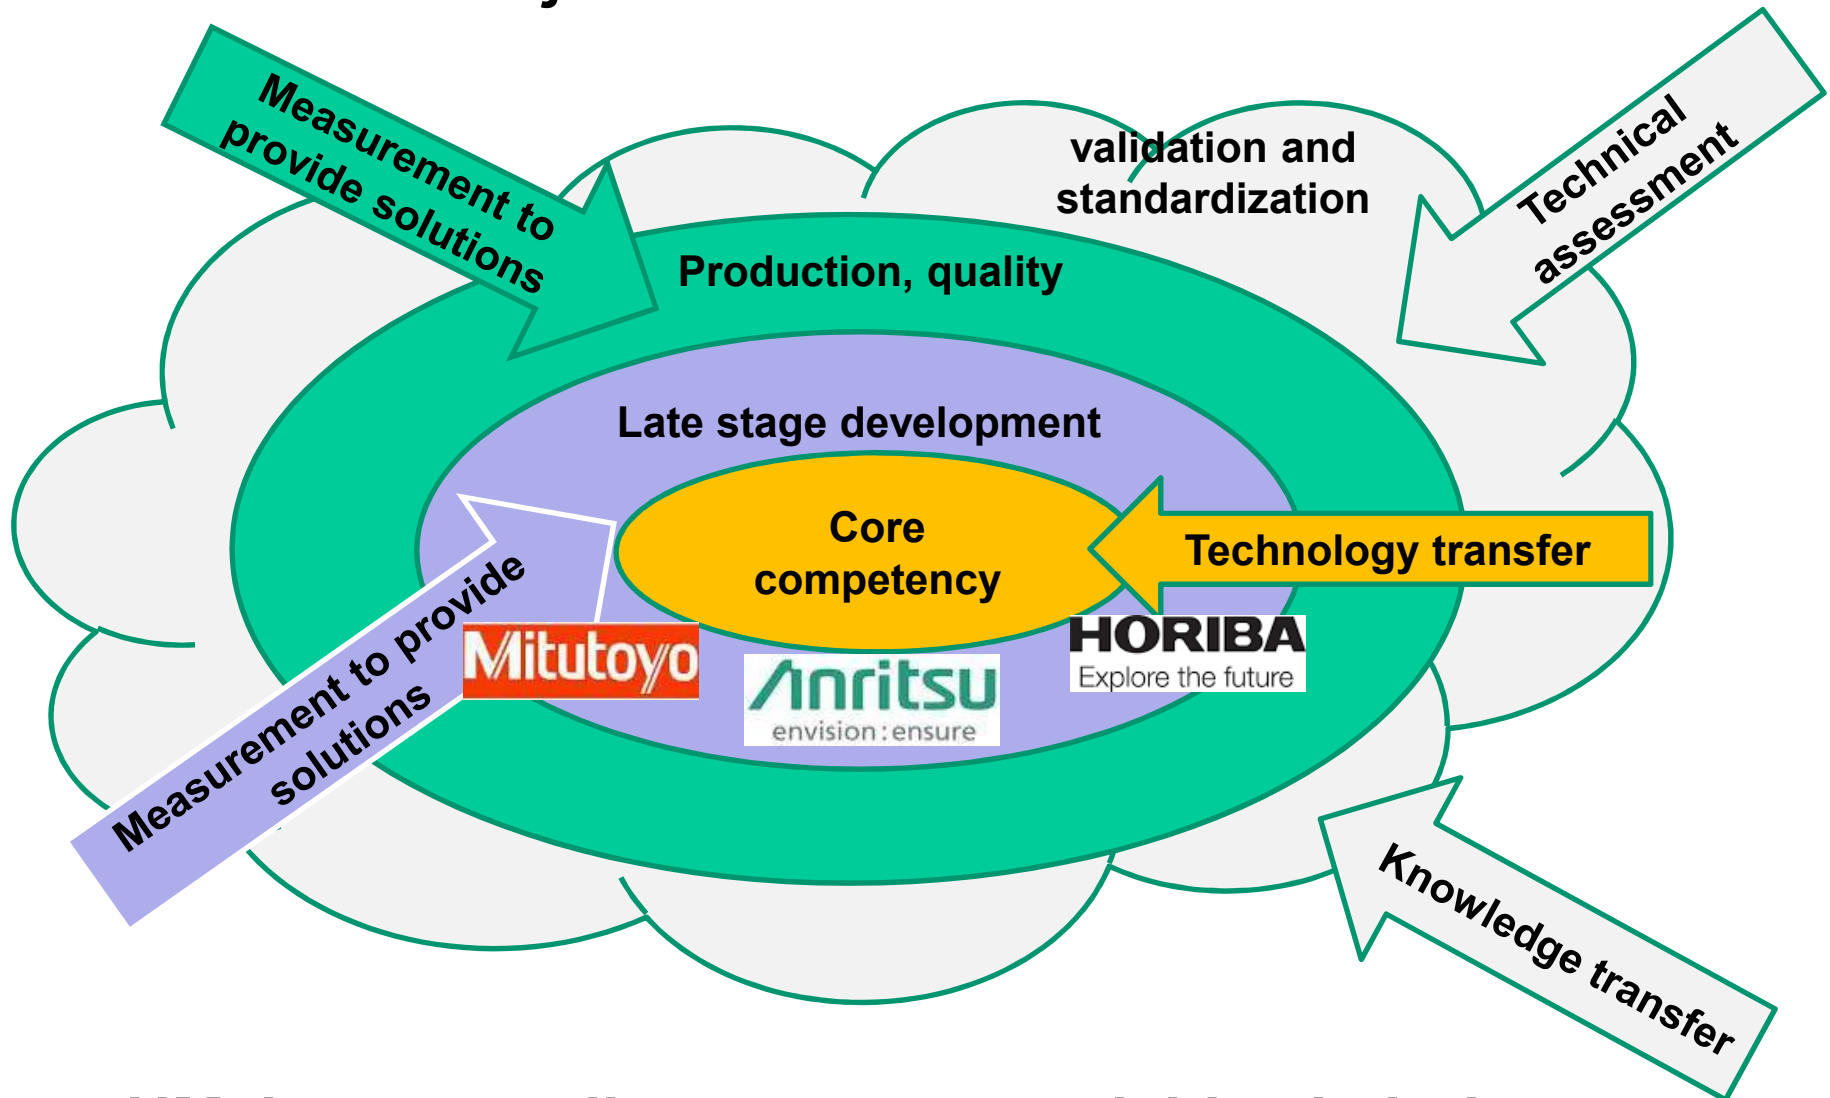 Measurement to
provide solutions
validation and
standardization
Technical
assessment
Production, quality
Late stage development
Core
competency
Technology transfer
Measurement to provide
solutions
Mitutoyo
Anritsu
envision : ensure
HORIBA
Explore the future
Knowledge transfer